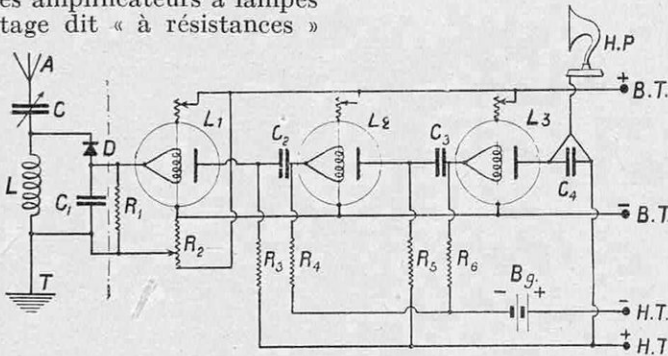 es amplificateurs à lampes
tage dit « à résistances »
A
H.P
C
+ B.T.
L1
L2
L3
D
C2
C3
C4
L
C1
R1
R2
− B.T.
R3
R4
R5
R6
T
− Bg. +
− H.T.
+ H.T